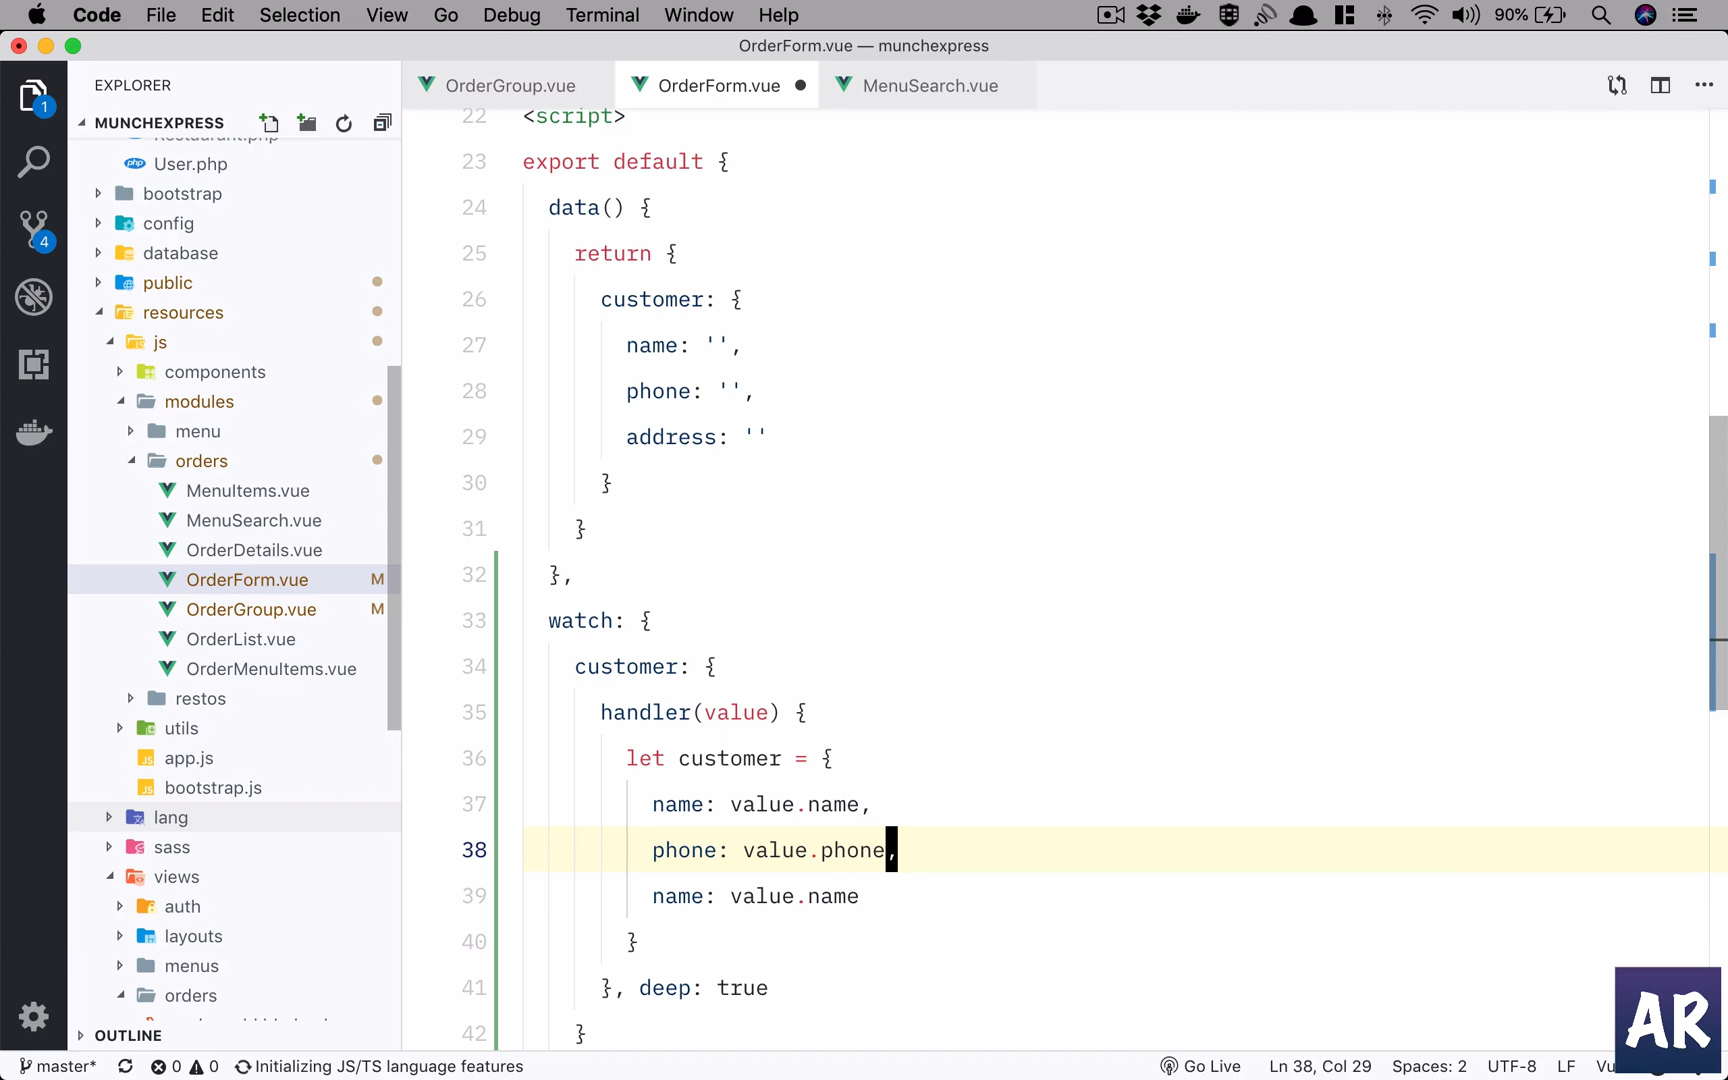 Code File Edit Selection View Go Debug Terminal Window Help 90%
OrderForm.vue — munchexpress
EXPLORER
OrderGroup.vue
OrderForm.vue
MenuSearch.vue
MUNCHEXPRESS
Restaurant.php
User.php
bootstrap
config
database
public
resources
js
components
modules
menu
orders
MenuItems.vue
MenuSearch.vue
OrderDetails.vue
OrderForm.vue M
OrderGroup.vue M
OrderList.vue
OrderMenuItems.vue
restos
utils
app.js
bootstrap.js
lang
sass
views
auth
layouts
menus
orders
OUTLINE
1
4
22 <script>
23 export default {
24 data() {
25 return {
26 customer: {
27 name: '',
28 phone: '',
29 address: ''
30 }
31 }
32 },
33 watch: {
34 customer: {
35 handler(value) {
36 let customer = {
37 name: value.name,
38 phone: value.phone,
39 name: value.name
40 }
41 }, deep: true
42 }
AR
master* 0 0 Initializing JS/TS language features Go Live Ln 38, Col 29 Spaces: 2 UTF-8 LF